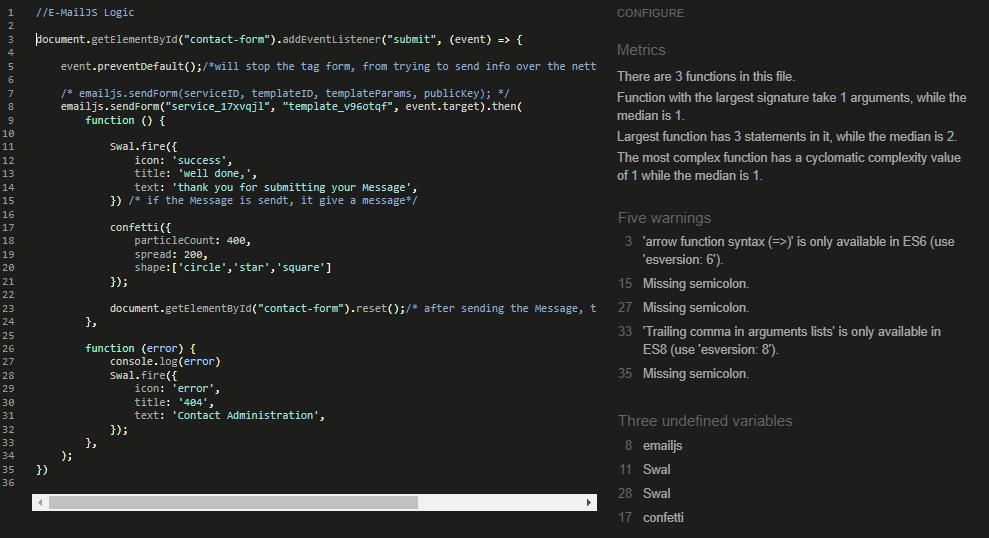 1 //E-MailJS Logic
2
3 document.getElementById("contact-form").addEventListener("submit", (event) => {
4
5 event.preventDefault();/*will stop the tag form, from trying to send info over the nett
6
7 /* emailjs.sendForm(serviceID, templateID, templateParams, publicKey); */
8 emailjs.sendForm("service_17xvqjl", "template_v96otqf", event.target).then(
9 function () {
10
11 Swal.fire({
12 icon: 'success',
13 title: 'well done,',
14 text: 'thank you for submitting your Message',
15 }) /* if the Message is sendt, it give a message*/
16
17 confetti({
18 particleCount: 400,
19 spread: 200,
20 shape:['circle','star','square']
21 });
22
23 document.getElementById("contact-form").reset();/* after sending the Message, t
24 },
25
26 function (error) {
27 console.log(error)
28 Swal.fire({
29 icon: 'error',
30 title: '404',
31 text: 'Contact Administration',
32 });
33 },
34 );
35 })
36
CONFIGURE
Metrics
There are 3 functions in this file.
Function with the largest signature take 1 arguments, while the
median is 1.
Largest function has 3 statements in it, while the median is 2.
The most complex function has a cyclomatic complexity value
of 1 while the median is 1.
Five warnings
3 'arrow function syntax (=>)' is only available in ES6 (use
'esversion: 6').
15 Missing semicolon.
27 Missing semicolon.
33 'Trailing comma in arguments lists' is only available in
ES8 (use 'esversion: 8').
35 Missing semicolon.
Three undefined variables
8 emailjs
11 Swal
28 Swal
17 confetti